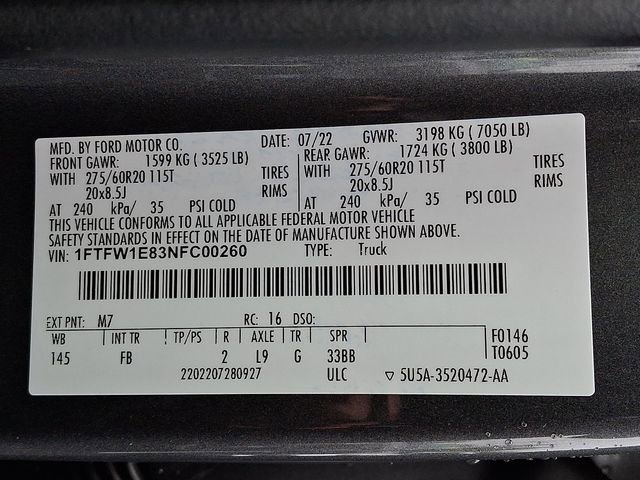 MFD. BY FORD MOTOR CO. DATE: 07/22 GVWR: 3198 KG ( 7050 LB)
FRONT GAWR: 1599 KG ( 3525 LB) REAR GAWR: 1724 KG ( 3800 LB)
WITH 275/60R20 115T TIRES WITH 275/60R20 115T TIRES
20x8.5J RIMS 20x8.5J RIMS
AT 240 kPa/ 35 PSI COLD AT 240 kPa/ 35 PSI COLD
THIS VEHICLE CONFORMS TO ALL APPLICABLE FEDERAL MOTOR VEHICLE
SAFETY STANDARDS IN EFFECT ON THE DATE OF MANUFACTURE SHOWN ABOVE.
VIN: 1FTFW1E83NFC00260 TYPE: Truck
EXT PNT: M7 RC: 16 DSO:
WB INT TR TP/PS R AXLE TR SPR F0146
145 FB 2 L9 G 33BB T0605
2202207280927 ULC ▽ 5U5A-3520472-AA